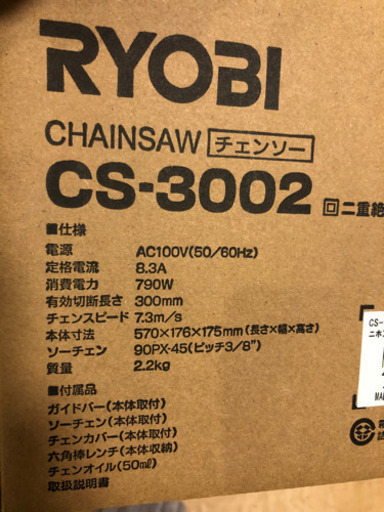 RYOBI
CHAINSAW チェンソー
CS-3002 回二重絶
■仕様
電源 AC100V(50/60Hz)
定格電流 8.3A
消費電力 790W
有効切断長さ 300mm
チェンスピード 7.3m/s
本体寸法 570×176×175mm(長さ×幅×高さ)
ソーチェン 90PX-45(ピッチ3/8")
質量 2.2kg
■付属品
ガイドバー(本体取付)
ソーチェン(本体取付)
チェンカバー(本体取付)
六角棒レンチ(本体収納)
チェンオイル(50mℓ)
取扱説明書
CS-
ニホン
MA